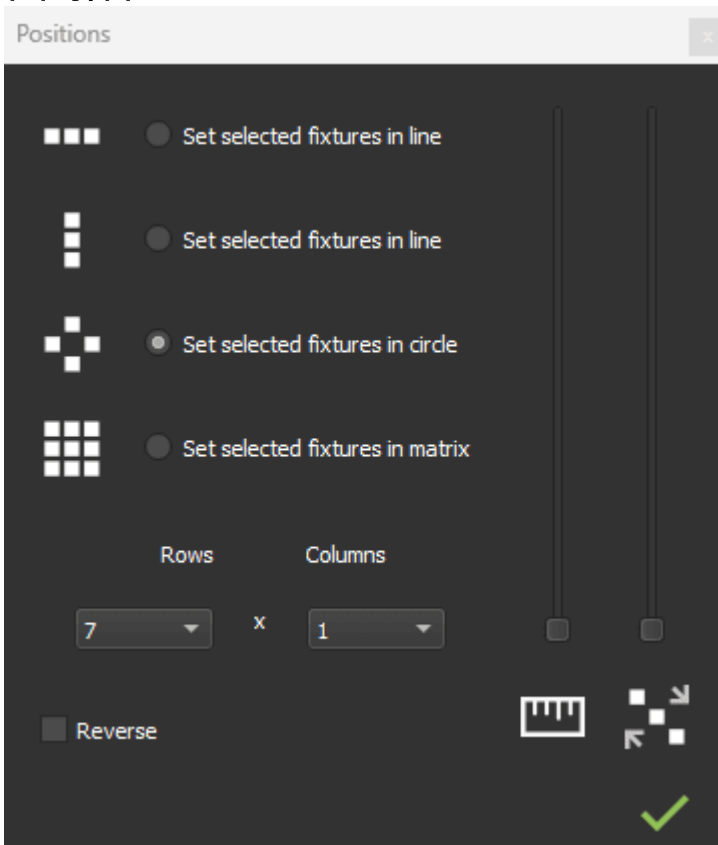 Positions
x
Set selected fixtures in line
Set selected fixtures in line
Set selected fixtures in circle
Set selected fixtures in matrix
Rows Columns
7 x 1
Reverse